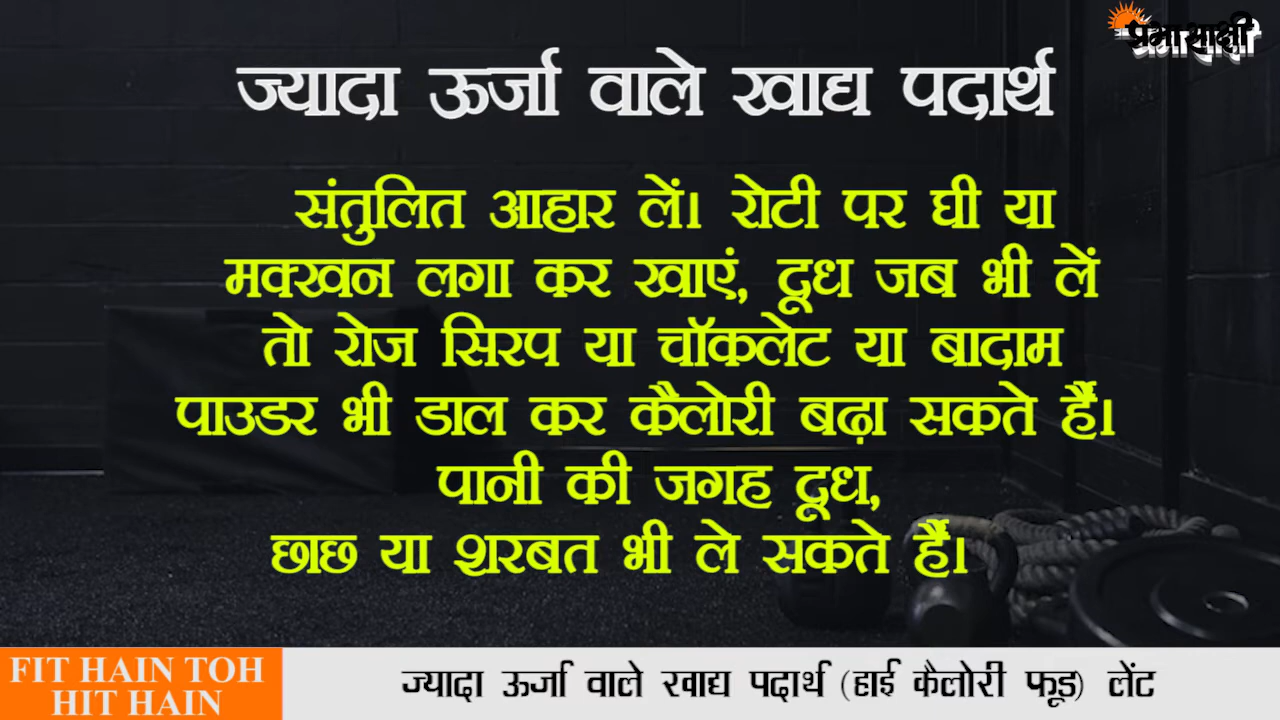 प्रभासाक्षी
ज्यादा ऊर्जा वाले खाद्य पदार्थ
संतुलित आहार लें। रोटी पर घी या
मक्खन लगा कर खाएं, दूध जब भी लें
तो रोज सिरप या चॉकलेट या बादाम
पाउडर भी डाल कर कैलोरी बढ़ा सकते हैं।
पानी की जगह दूध,
छाछ या शरबत भी ले सकते हैं।
FIT HAIN TOH
HIT HAIN
ज्यादा ऊर्जा वाले खाद्य पदार्थ (हाई कैलोरी फूड) लेंट